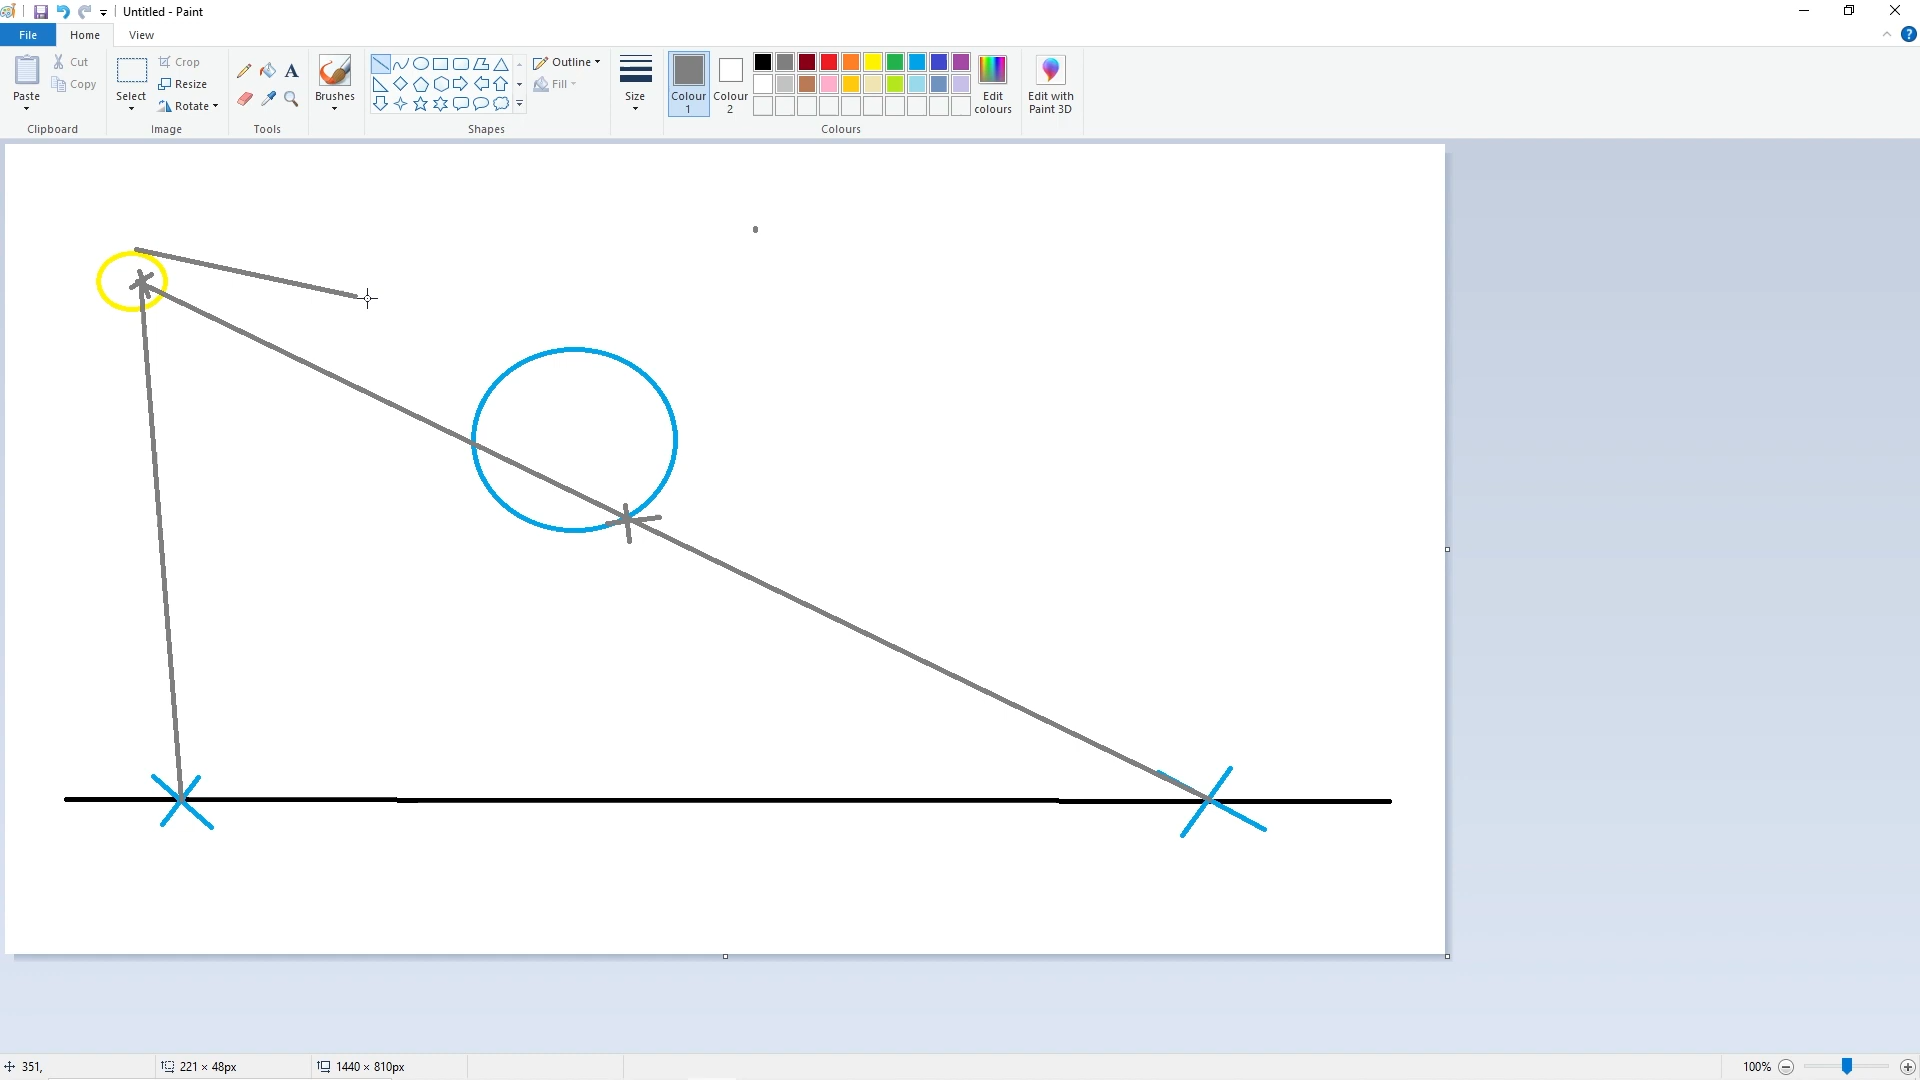 Untitled - Paint
File Home View
Paste
Cut
Copy
Clipboard
Select
Crop
Resize
Rotate
Image
Tools
Brushes
Shapes
Outline
Fill
Size
Colour 1
Colour 2
Colours
Edit colours
Edit with Paint 3D
351,
221 × 48px
1440 × 810px
100%